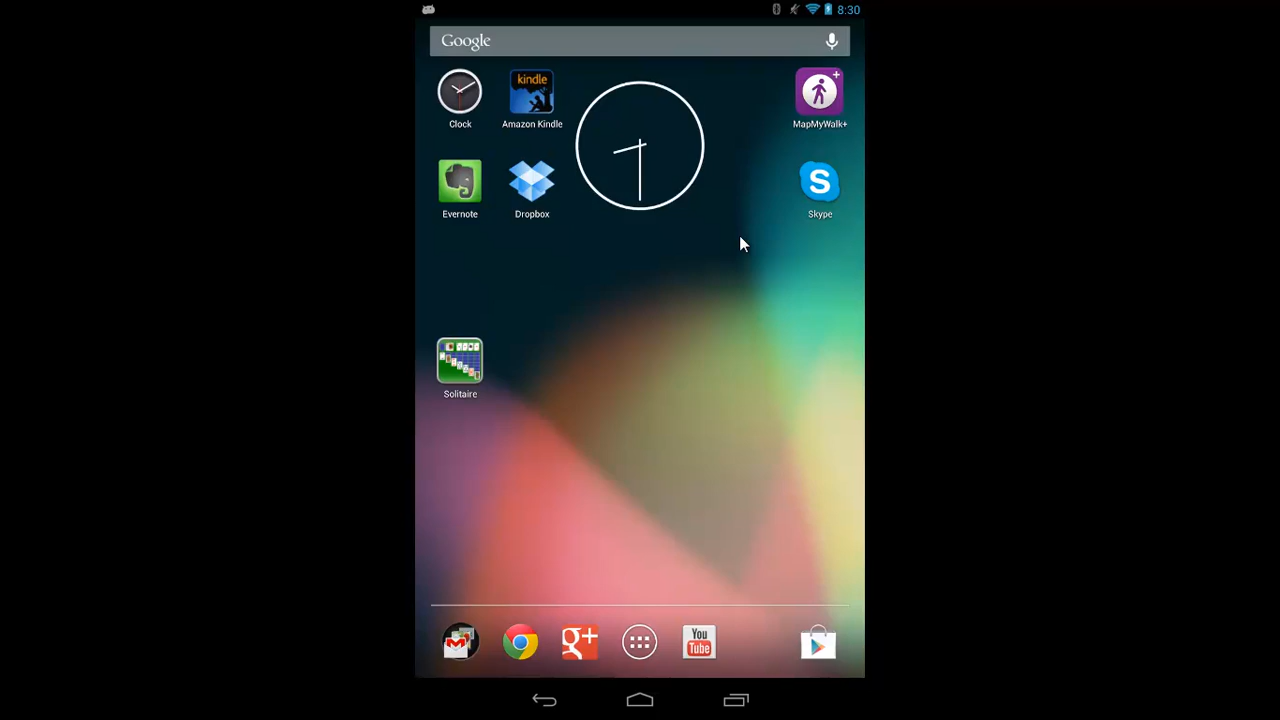 8:30
Google
kindle
Clock
Amazon Kindle
MapMyWalk+
S
Evernote
Dropbox
Skype
Solitaire
g+
You
Tube